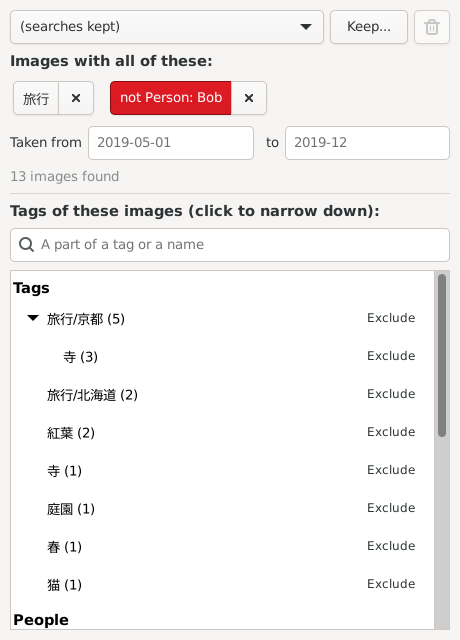 (searches kept) Keep...
Images with all of these:
旅行 × not Person: Bob ×
Taken from 2019-05-01 to 2019-12
13 images found
Tags of these images (click to narrow down):
A part of a tag or a name
Tags
旅行/京都 (5) Exclude
寺 (3) Exclude
旅行/北海道 (2) Exclude
紅葉 (2) Exclude
寺 (1) Exclude
庭園 (1) Exclude
春 (1) Exclude
猫 (1) Exclude
People